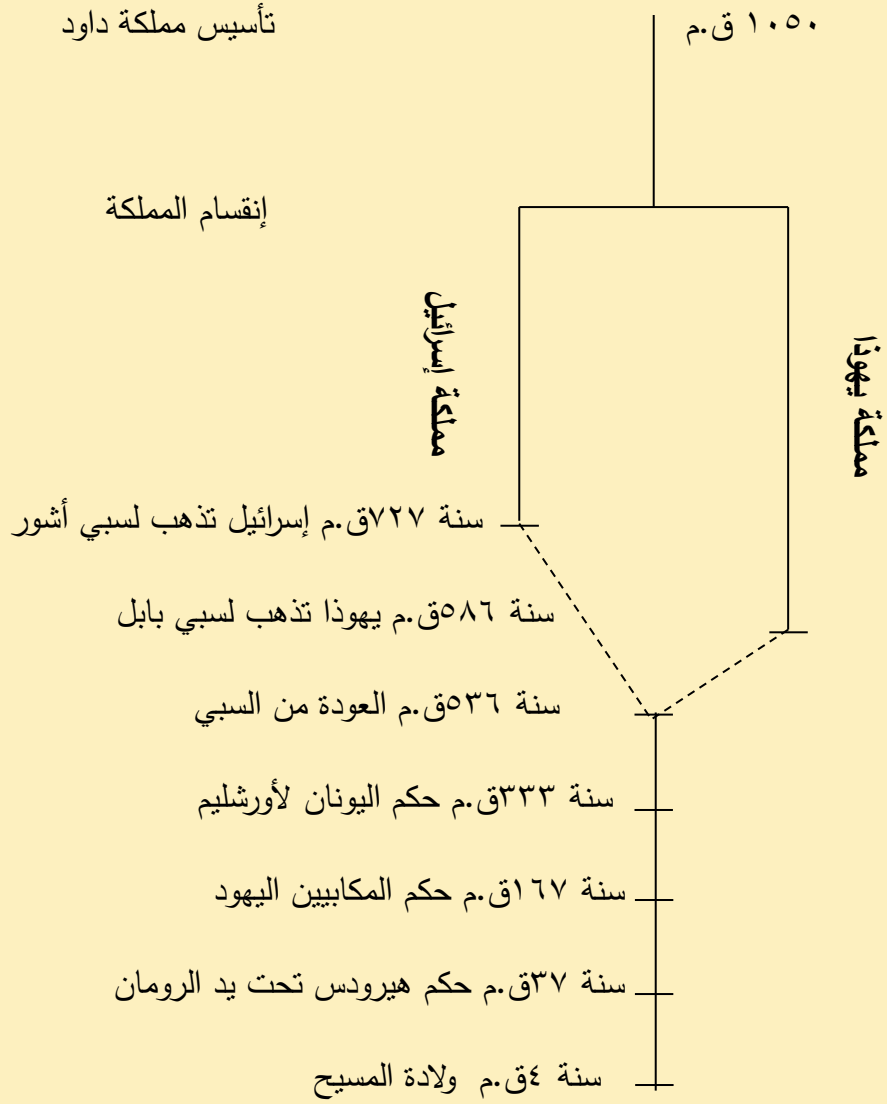 ١٠٥٠ ق.م تأسيس مملكة داود
إنقسام المملكة
مملكة يهوذا
مملكة إسرائيل
سنة ٧٢٧ق.م إسرائيل تذهب لسبي أشور
سنة ٥٨٦ق.م يهوذا تذهب لسبي بابل
سنة ٥٣٦ق.م العودة من السبي
سنة ٣٣٣ق.م حكم اليونان لأورشليم
سنة ١٦٧ق.م حكم المكابيين اليهود
سنة ٣٧ق.م حكم هيرودس تحت يد الرومان
سنة ٤ق.م ولادة المسيح